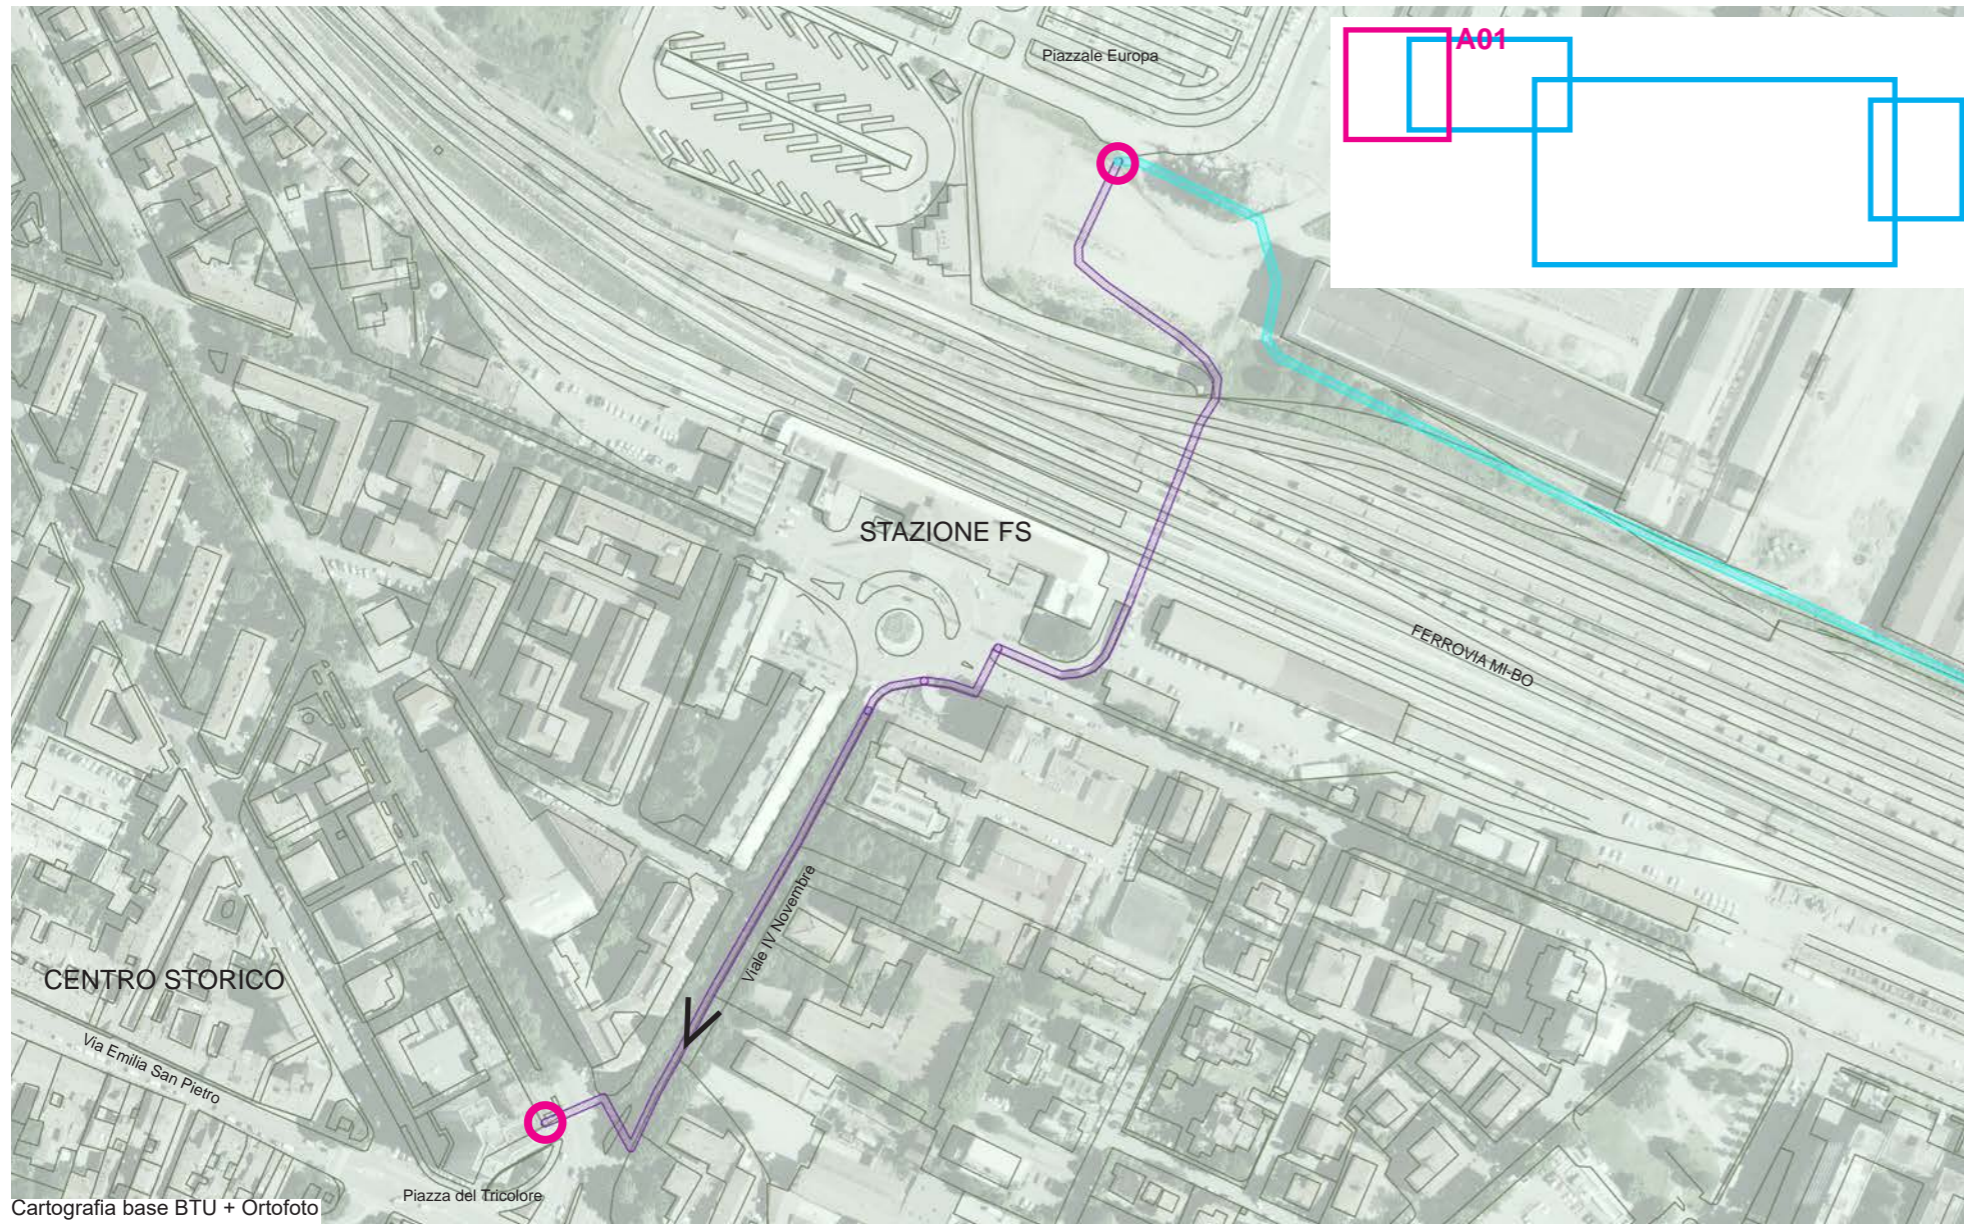 Piazzale Europa
A01
STAZIONE FS
FERROVIA MI-BO
Viale IV Novembre
CENTRO STORICO
Via Emilia San Pietro
Piazza del Tricolore
Cartografia base BTU + Ortofoto